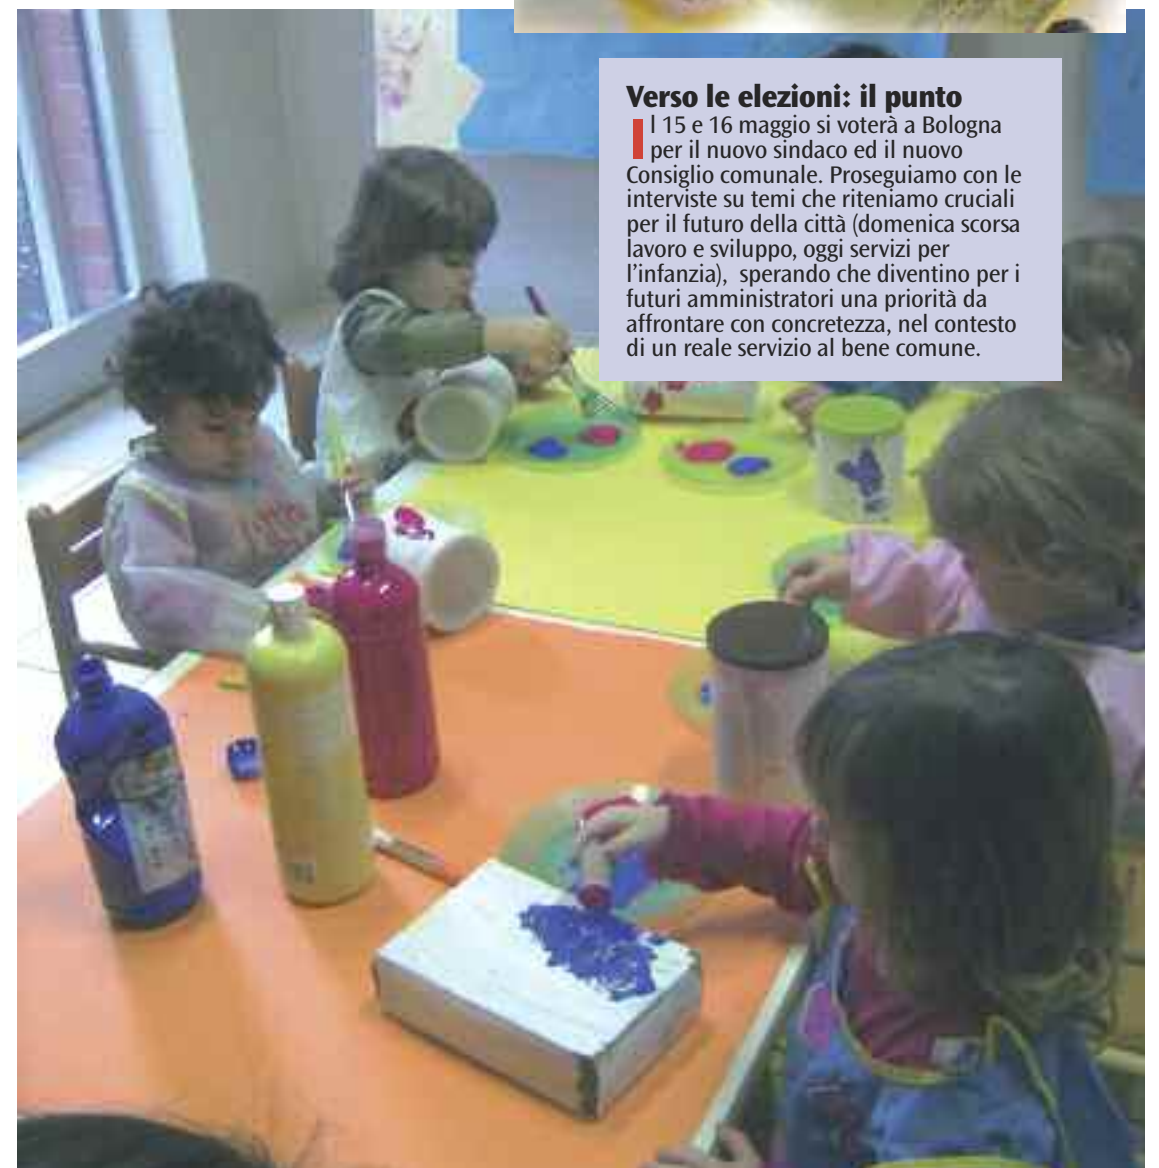 Verso le elezioni: il punto
Il 15 e 16 maggio si voterà a Bologna
per il nuovo sindaco ed il nuovo
Consiglio comunale. Proseguiamo con le
interviste su temi che riteniamo cruciali
per il futuro della città (domenica scorsa
lavoro e sviluppo, oggi servizi per
l'infanzia), sperando che diventino per i
futuri amministratori una priorità da
affrontare con concretezza, nel contesto
di un reale servizio al bene comune.